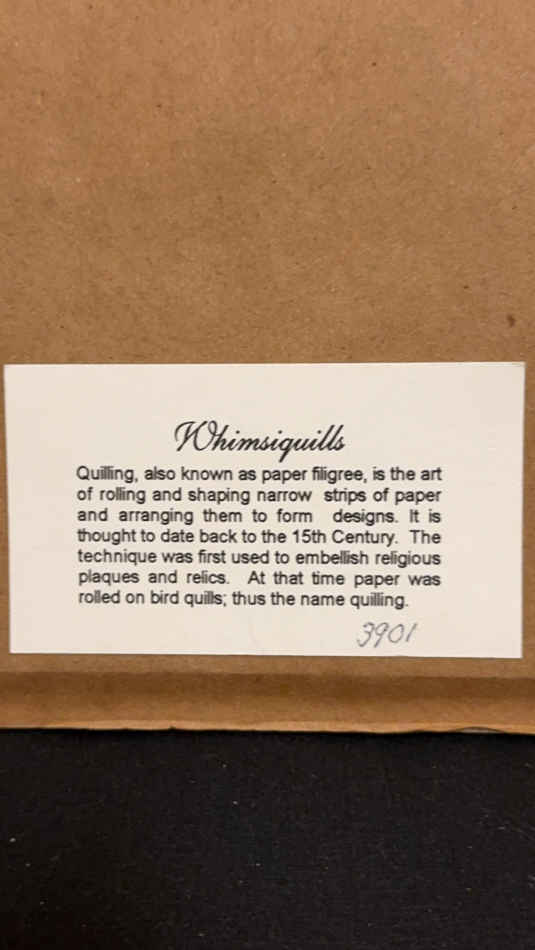 Whimsiquills
Quilling, also known as paper filigree, is the art
of rolling and shaping narrow strips of paper
and arranging them to form designs. It is
thought to date back to the 15th Century. The
technique was first used to embellish religious
plaques and relics. At that time paper was
rolled on bird quills; thus the name quilling.
3901